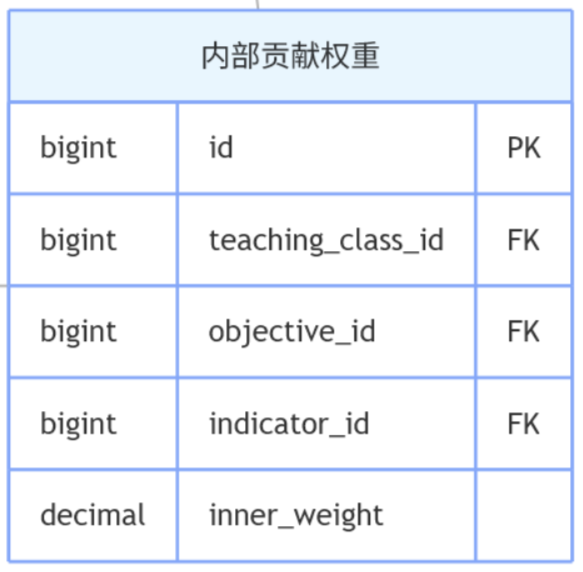 内部贡献权重
bigint id PK
bigint teaching_class_id FK
bigint objective_id FK
bigint indicator_id FK
decimal inner_weight